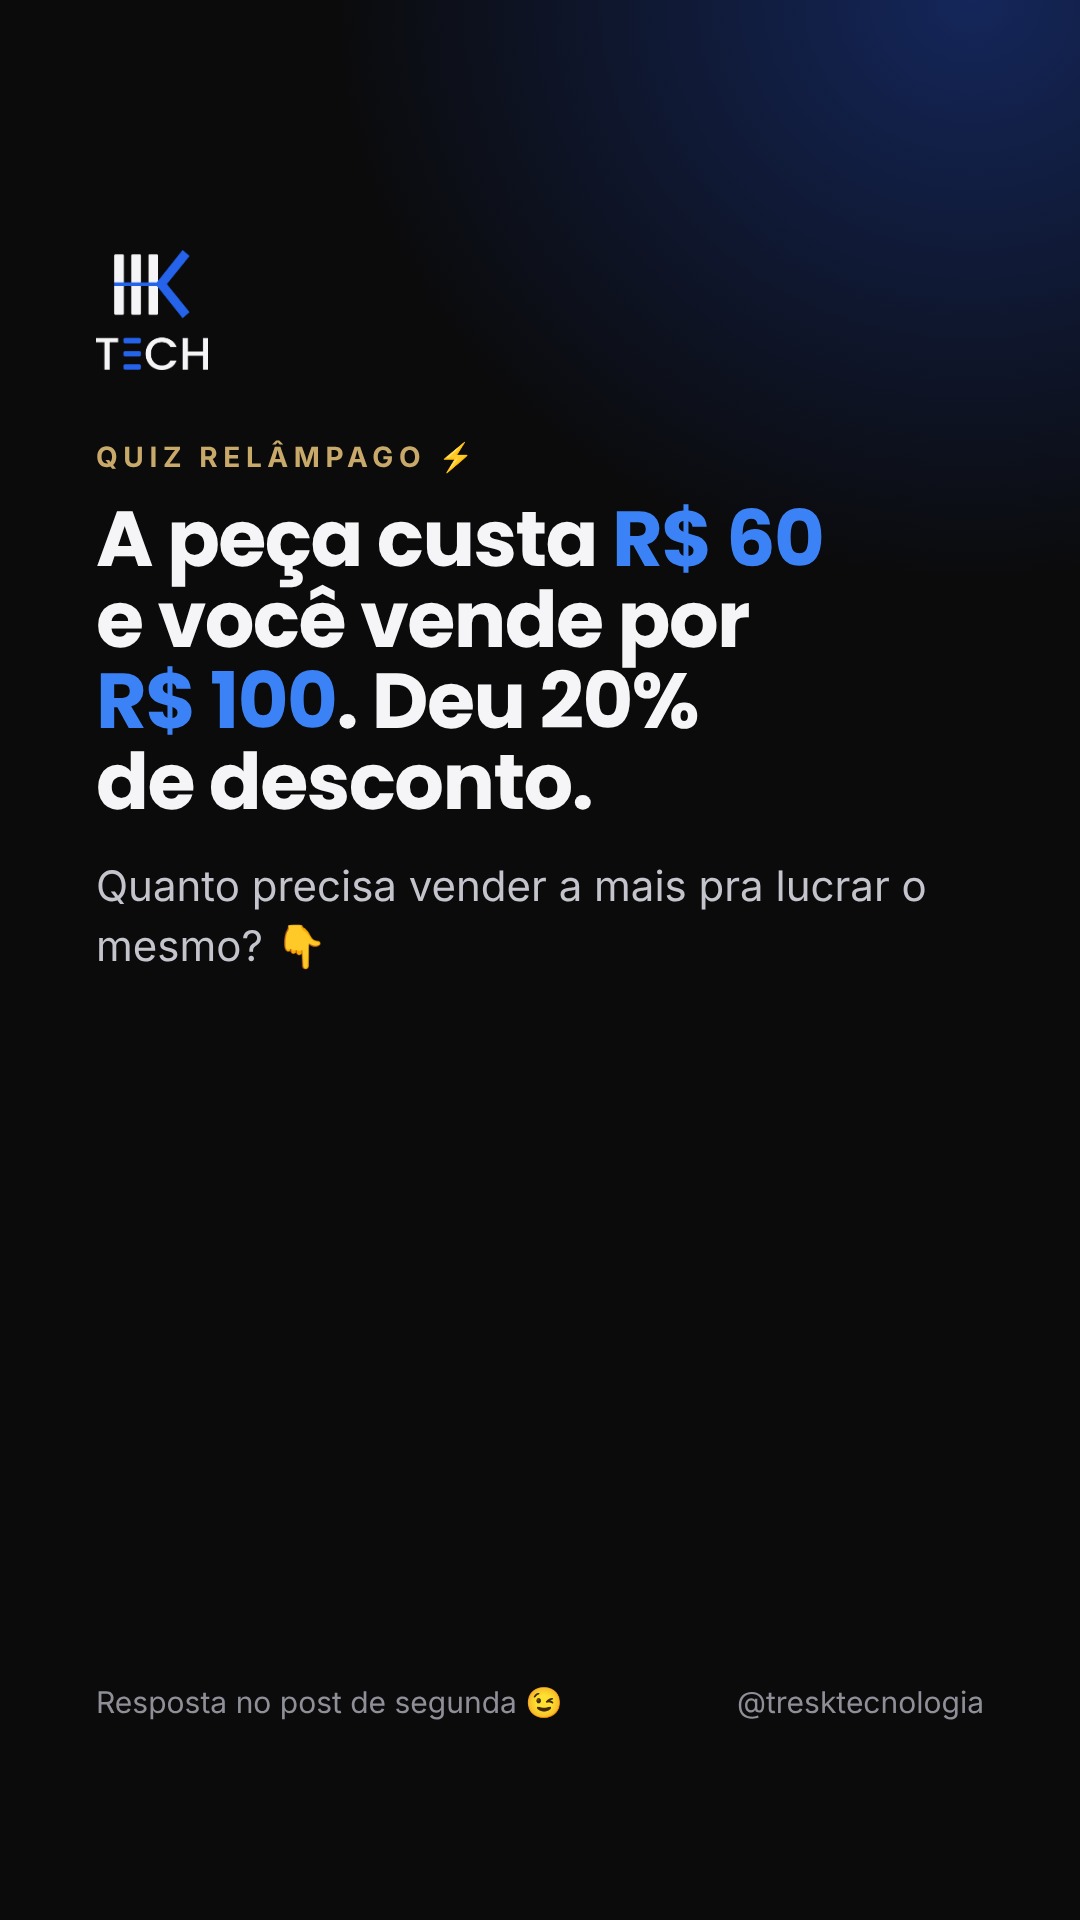 TECH
QUIZ RELÂMPAGO ⚡
A peça custa R$ 60
e você vende por
R$ 100. Deu 20%
de desconto.
Quanto precisa vender a mais pra lucrar o
mesmo? 👇
Resposta no post de segunda 😉
@tresktecnologia